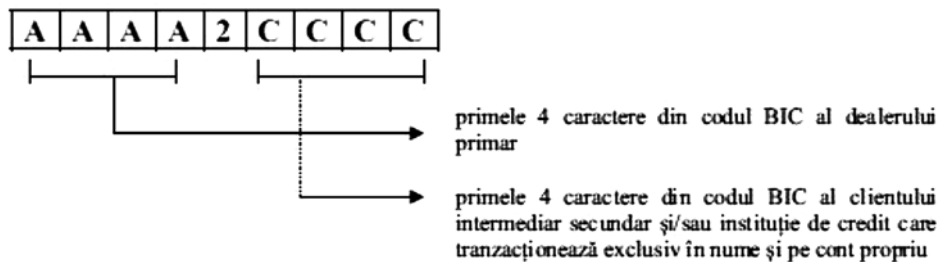 A A A A 2 C C C C
primele 4 caractere din codul BIC al dealerului
primar
primele 4 caractere din codul BIC al clientului
intermediar secundar şi/sau instituţie de credit care
tranzacţionează exclusiv în nume şi pe cont propriu